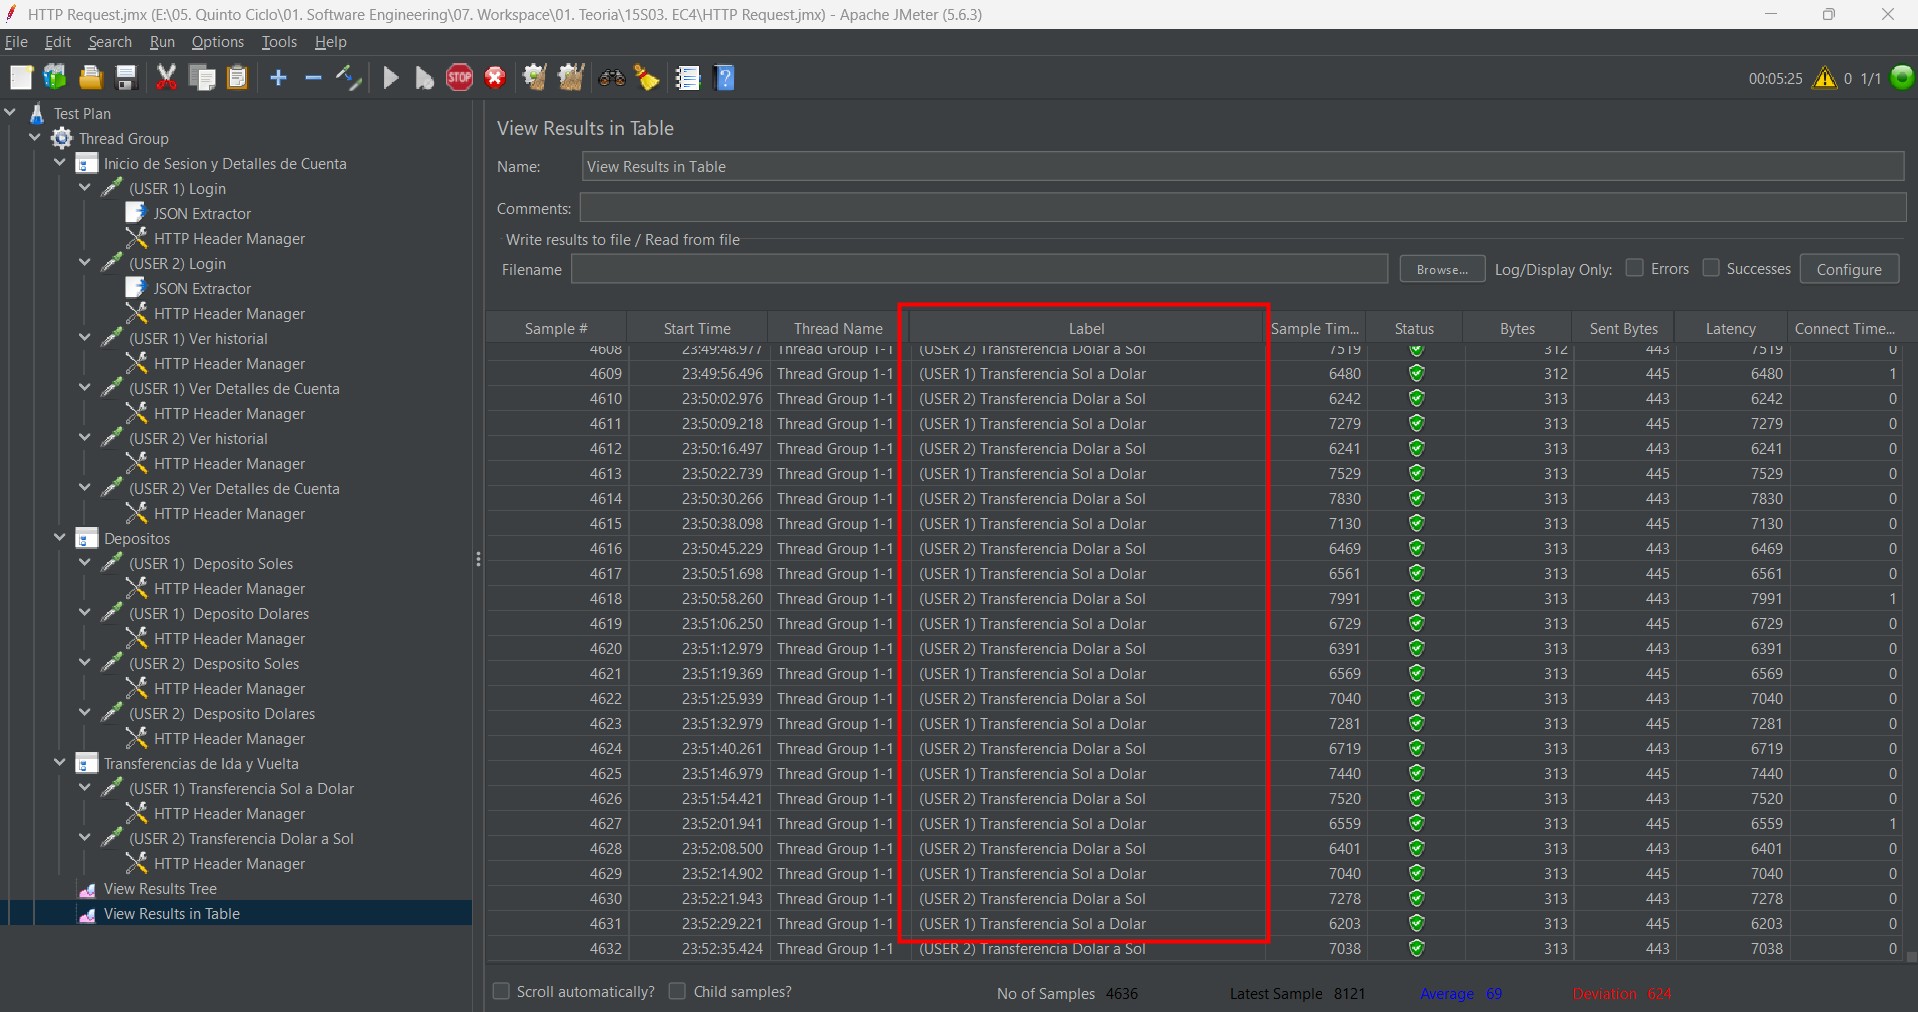 HTTP Request.jmx (E:\05. Quinto Ciclo\01. Software Engineering\07. Workspace\01. Teoria\15S03. EC4\HTTP Request.jmx) - Apache JMeter (5.6.3)
File Edit Search Run Options Tools Help
STOP 00:05:25 0 1/1
Test Plan
Thread Group
Inicio de Sesion y Detalles de Cuenta
(USER 1) Login
JSON Extractor
HTTP Header Manager
(USER 2) Login
JSON Extractor
HTTP Header Manager
(USER 1) Ver historial
HTTP Header Manager
(USER 1) Ver Detalles de Cuenta
HTTP Header Manager
(USER 2) Ver historial
HTTP Header Manager
(USER 2) Ver Detalles de Cuenta
HTTP Header Manager
Depositos
(USER 1) Deposito Soles
HTTP Header Manager
(USER 1) Deposito Dolares
HTTP Header Manager
(USER 2) Desposito Soles
HTTP Header Manager
(USER 2) Desposito Dolares
HTTP Header Manager
Transferencias de Ida y Vuelta
(USER 1) Transferencia Sol a Dolar
HTTP Header Manager
(USER 2) Transferencia Dolar a Sol
HTTP Header Manager
View Results Tree
View Results in Table
View Results in Table
Name: View Results in Table
Comments:
Write results to file / Read from file
Filename Browse... Log/Display Only: Errors Successes Configure
Sample # Start Time Thread Name Label Sample Tim... Status Bytes Sent Bytes Latency Connect Time...
4608 23:49:48.977 Thread Group 1-1 (USER 2) Transferencia Dolar a Sol 7519 312 443 7519 0
4609 23:49:56.496 Thread Group 1-1 (USER 1) Transferencia Sol a Dolar 6480 312 445 6480 1
4610 23:50:02.976 Thread Group 1-1 (USER 2) Transferencia Dolar a Sol 6242 313 443 6242 0
4611 23:50:09.218 Thread Group 1-1 (USER 1) Transferencia Sol a Dolar 7279 313 445 7279 0
4612 23:50:16.497 Thread Group 1-1 (USER 2) Transferencia Dolar a Sol 6241 313 443 6241 0
4613 23:50:22.739 Thread Group 1-1 (USER 1) Transferencia Sol a Dolar 7529 313 445 7529 0
4614 23:50:30.266 Thread Group 1-1 (USER 2) Transferencia Dolar a Sol 7830 313 443 7830 0
4615 23:50:38.098 Thread Group 1-1 (USER 1) Transferencia Sol a Dolar 7130 313 445 7130 0
4616 23:50:45.229 Thread Group 1-1 (USER 2) Transferencia Dolar a Sol 6469 313 443 6469 0
4617 23:50:51.698 Thread Group 1-1 (USER 1) Transferencia Sol a Dolar 6561 313 445 6561 0
4618 23:50:58.260 Thread Group 1-1 (USER 2) Transferencia Dolar a Sol 7991 313 443 7991 1
4619 23:51:06.250 Thread Group 1-1 (USER 1) Transferencia Sol a Dolar 6729 313 445 6729 0
4620 23:51:12.979 Thread Group 1-1 (USER 2) Transferencia Dolar a Sol 6391 313 443 6391 0
4621 23:51:19.369 Thread Group 1-1 (USER 1) Transferencia Sol a Dolar 6569 313 445 6569 0
4622 23:51:25.939 Thread Group 1-1 (USER 2) Transferencia Dolar a Sol 7040 313 443 7040 0
4623 23:51:32.979 Thread Group 1-1 (USER 1) Transferencia Sol a Dolar 7281 313 445 7281 0
4624 23:51:40.261 Thread Group 1-1 (USER 2) Transferencia Dolar a Sol 6719 313 443 6719 0
4625 23:51:46.979 Thread Group 1-1 (USER 1) Transferencia Sol a Dolar 7440 313 445 7440 0
4626 23:51:54.421 Thread Group 1-1 (USER 2) Transferencia Dolar a Sol 7520 313 443 7520 0
4627 23:52:01.941 Thread Group 1-1 (USER 1) Transferencia Sol a Dolar 6559 313 445 6559 1
4628 23:52:08.500 Thread Group 1-1 (USER 2) Transferencia Dolar a Sol 6401 313 443 6401 0
4629 23:52:14.902 Thread Group 1-1 (USER 1) Transferencia Sol a Dolar 7040 313 445 7040 0
4630 23:52:21.943 Thread Group 1-1 (USER 2) Transferencia Dolar a Sol 7278 313 443 7278 0
4631 23:52:29.221 Thread Group 1-1 (USER 1) Transferencia Sol a Dolar 6203 313 445 6203 0
4632 23:52:35.424 Thread Group 1-1 (USER 2) Transferencia Dolar a Sol 7038 313 443 7038 0
Scroll automatically? Child samples? No of Samples 4636 Latest Sample 8121 Average 69 Deviation 624